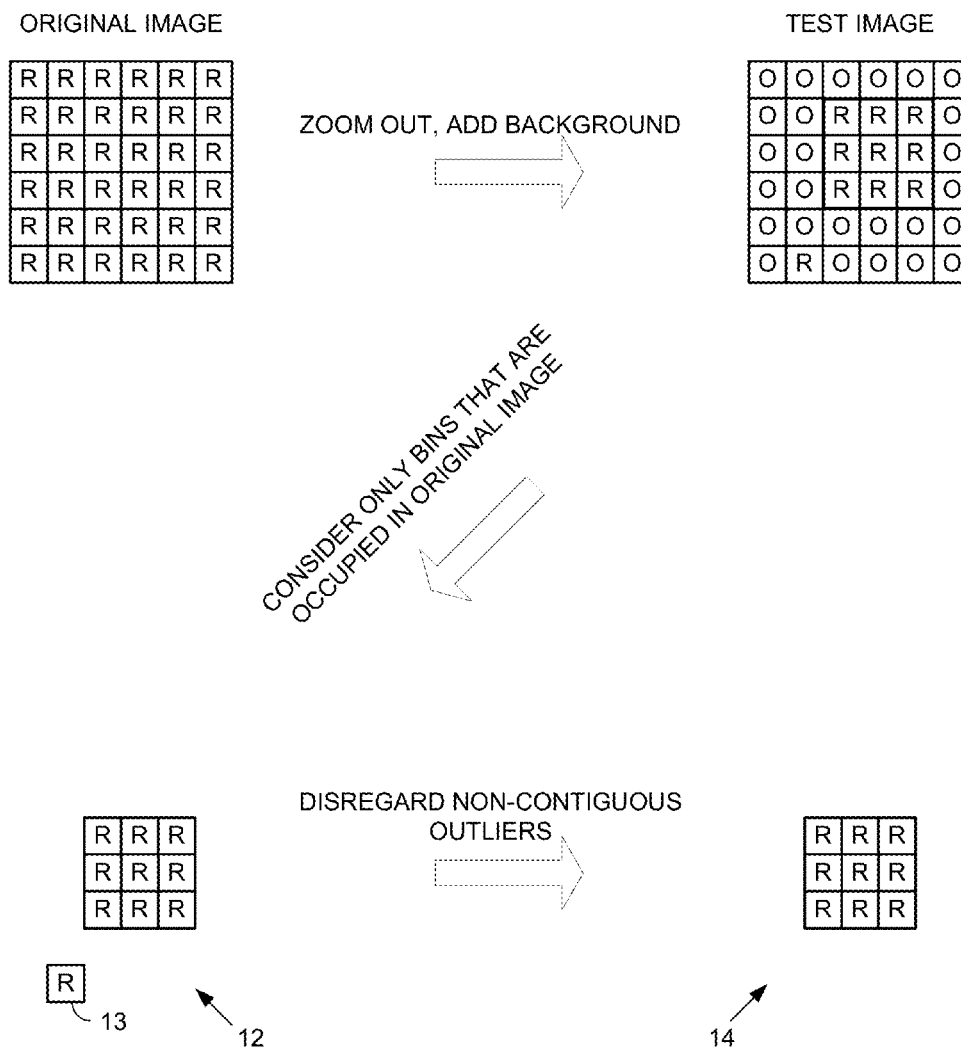 ORIGINAL IMAGE
TEST IMAGE
R R R R R R
R R R R R R
R R R R R R
R R R R R R
R R R R R R
R R R R R R
ZOOM OUT, ADD BACKGROUND
O O O O O O
O O R R R O
O O R R R O
O O R R R O
O O O O O O
O R O O O O
CONSIDER ONLY BINS THAT ARE
OCCUPIED IN ORIGINAL IMAGE
R R R
R R R
R R R
R
13
12
DISREGARD NON-CONTIGUOUS
OUTLIERS
R R R
R R R
R R R
14